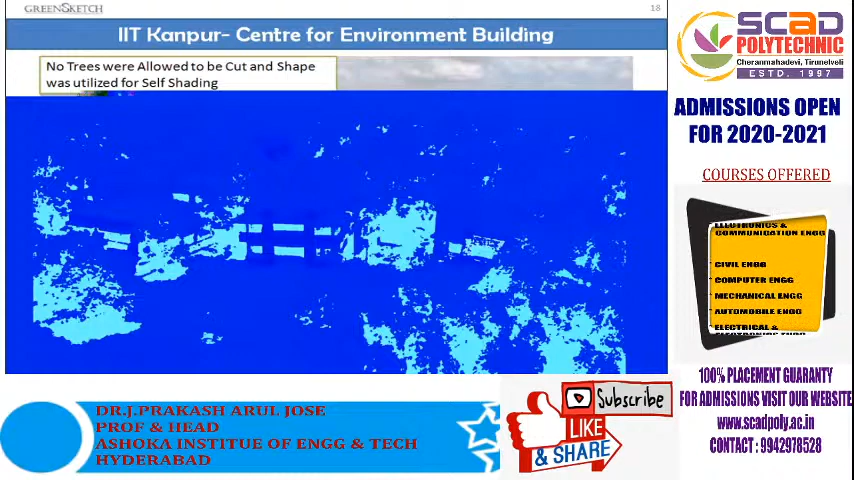 GREENSKETCH
18
IIT Kanpur- Centre for Environment Building
No Trees were Allowed to be Cut and Shape
was utilized for Self Shading
SCAD
POLYTECHNIC
Cheranmahadevi, Tirunelveli
ESTD. 1997
ADMISSIONS OPEN
FOR 2020-2021
COURSES OFFERED
ELECTRONICS &
COMMUNICATION ENGG
CIVIL ENGG
COMPUTER ENGG
MECHANICAL ENGG
AUTOMOBILE ENGG
ELECTRICAL &
ELECTRONICS ENGG
100% PLACEMENT GUARANTY
FOR ADMISSIONS VISIT OUR WEBSITE
www.scadpoly.ac.in
CONTACT : 9942978528
DR.J.PRAKASH ARUL JOSE
PROF & HEAD
ASHOKA INSTITUE OF ENGG & TECH
HYDERABAD
Subscribe
LIKE
& SHARE